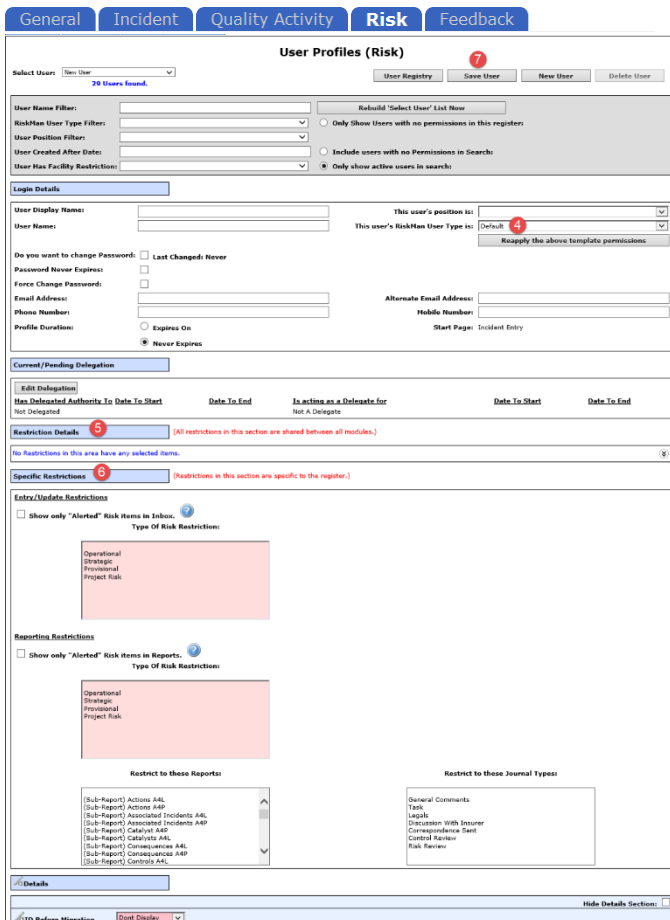 General Incident Quality Activity Risk Feedback
User Profiles (Risk)
7
Select User: New User
29 Users found.
User Registry Save User New User Delete User
User Name Filter: Rebuild 'Select User' List Now
RiskMan User Type Filter: Only Show Users with no permissions in this register:
User Position Filter:
User Created After Date: Include users with no Permissions in Search:
User Has Facility Restriction: Only show active users in search:
Login Details
User Display Name: This user's position is:
User Name: This user's RiskMan User Type is: Default 4
Reapply the above template permissions
Do you want to change Password: Last Changed: Never
Password Never Expires:
Force Change Password:
Email Address: Alternate Email Address:
Phone Number: Mobile Number:
Profile Duration: Expires On Start Page: Incident Entry
Never Expires
Current/Pending Delegation
Edit Delegation
Has Delegated Authority To Date To Start Date To End Is acting as a Delegate for Date To Start Date To End
Not Delegated Not A Delegate
Restriction Details 5 (All restrictions in this section are shared between all modules.)
No Restrictions in this area have any selected items.
Specific Restrictions 6 (Restrictions in this section are specific to the register.)
Entry/Update Restrictions
Show only "Alerted" Risk items in Inbox. ?
Type Of Risk Restriction:
Operational
Strategic
Provisional
Project Risk
Reporting Restrictions
Show only "Alerted" Risk items in Reports. ?
Type Of Risk Restriction:
Operational
Strategic
Provisional
Project Risk
Restrict to these Reports: Restrict to these Journal Types:
(Sub-Report) Actions A4L General Comments
(Sub-Report) Actions A4P Task
(Sub-Report) Associated Incidents A4L Legals
(Sub-Report) Associated Incidents A4P Discussion With Insurer
(Sub-Report) Catalyst A4P Correspondence Sent
(Sub-Report) Catalysts A4L Control Review
(Sub-Report) Consequences A4L Risk Review
(Sub-Report) Consequences A4P
(Sub-Report) Controls A4L
Details
Hide Details Section:
ID Before Migration Dont Display